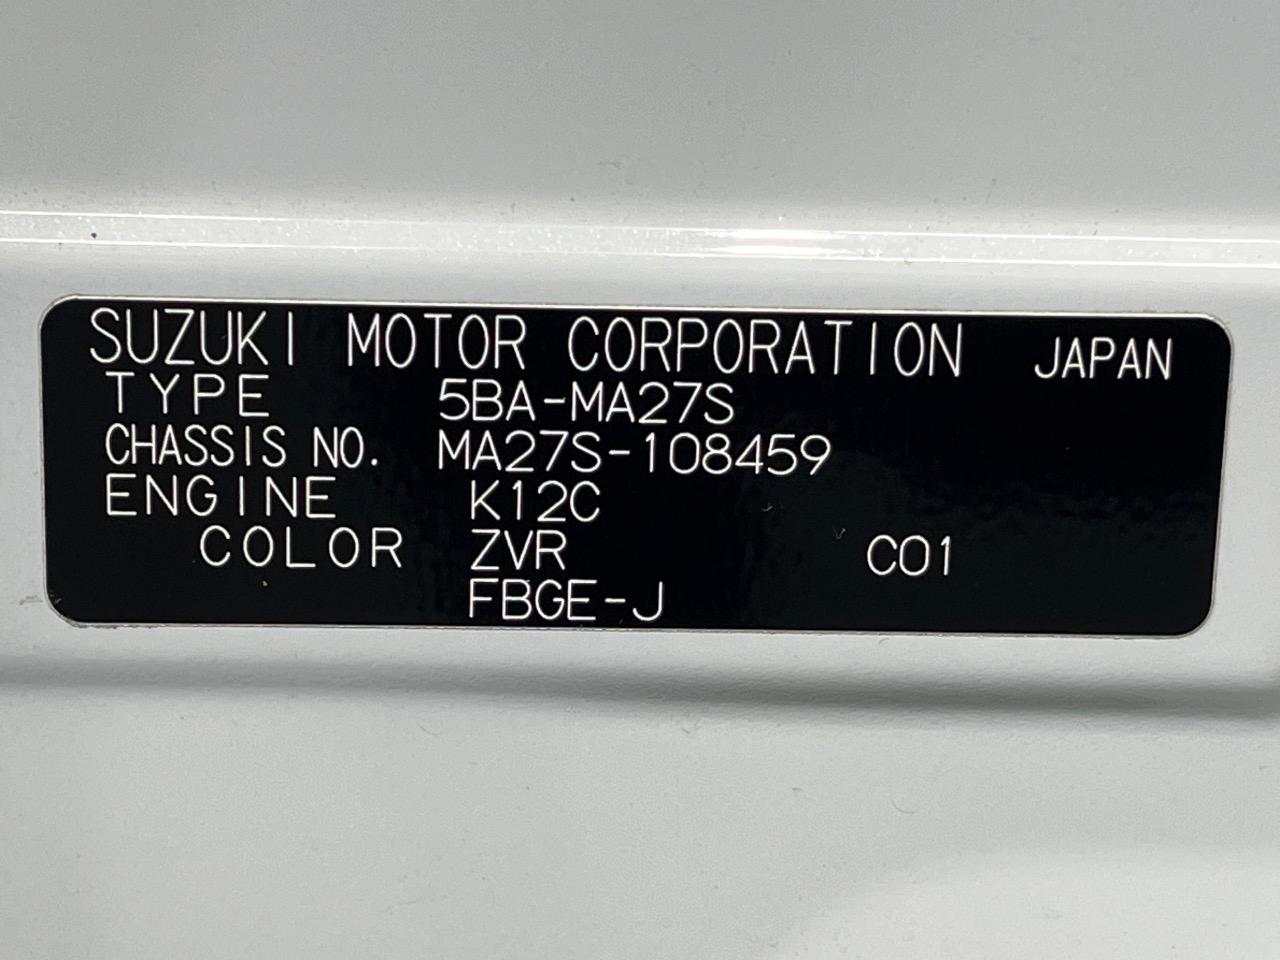 SUZUKI MOTOR CORPORATION JAPAN
TYPE 5BA-MA27S
CHASSIS NO. MA27S-108459
ENGINE K12C
COLOR ZVR C01
FBGE-J